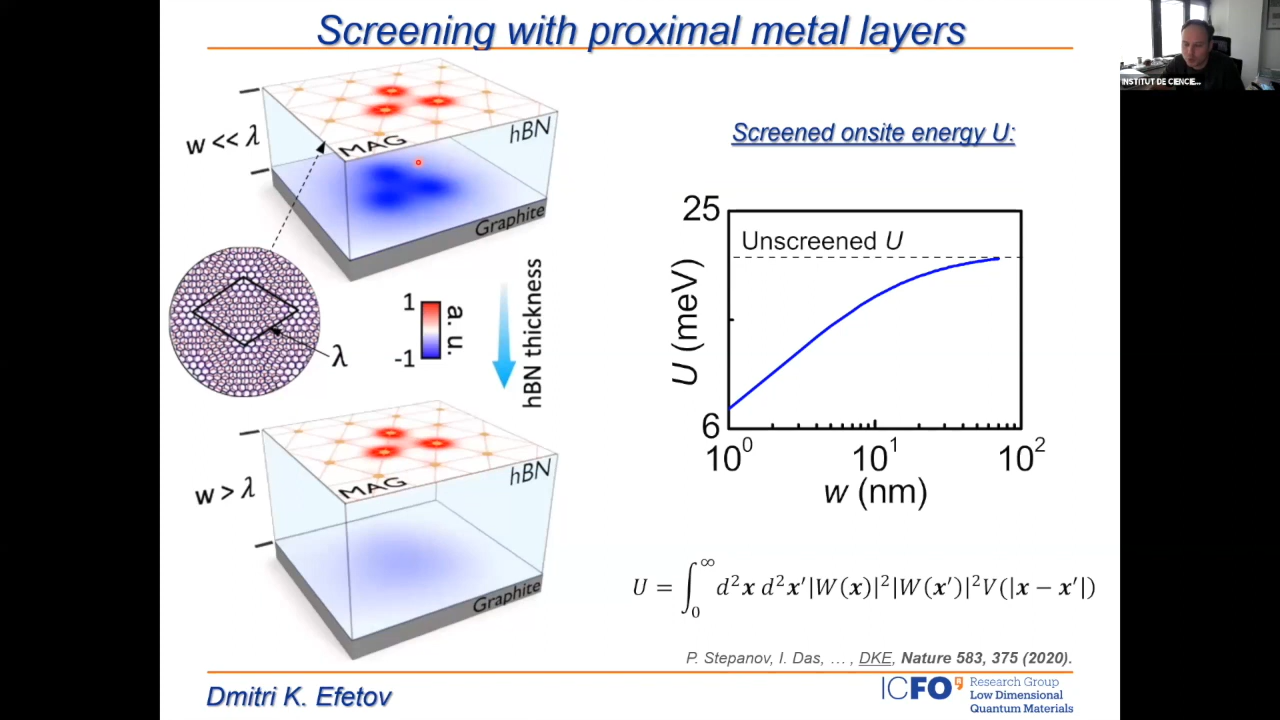 Screening with proximal metal layers
INSTITUT DE CIENCIE...
w << λ
MAG
hBN
Graphite
λ
1
-1
a. u.
hBN thickness
w > λ
MAG
hBN
Graphite
Screened onsite energy U:
25
Unscreened U
U (meV)
6
10⁰
10¹
10²
w (nm)
U = ∫₀^∞ d²x d²x′|W(x)|²|W(x′)|²V(|x − x′|)
P. Stepanov, I. Das, … , DKE, Nature 583, 375 (2020).
Dmitri K. Efetov
ICFO
Research Group
Low Dimensional
Quantum Materials